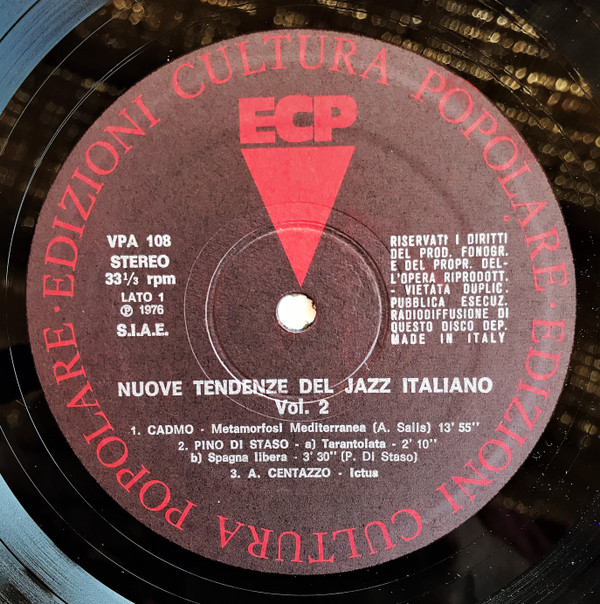 EDIZIONI CULTURA POPOLARE · EDIZIONI CULTURA POPOLARE ·
ECP
VPA 108
STEREO
33 1/3 rpm
LATO 1
Ⓟ 1976
S.I.A.E.
RISERVATI I DIRITTI
DEL PROD. FONOGR.
E DEL PROPR. DEL-
L'OPERA RIPRODOTT.
- VIETATA DUPLIC.
PUBBLICA ESECUZ.
RADIODIFFUSIONE DI
QUESTO DISCO DEP.
MADE IN ITALY
NUOVE TENDENZE DEL JAZZ ITALIANO
Vol. 2
1. CADMO - Metamorfosi Mediterranea (A. Salis) 13' 55"
2. PINO DI STASO - a) Tarantolata - 2' 10"
b) Spagna libera - 3' 30" (P. Di Staso)
3. A. CENTAZZO - Ictus